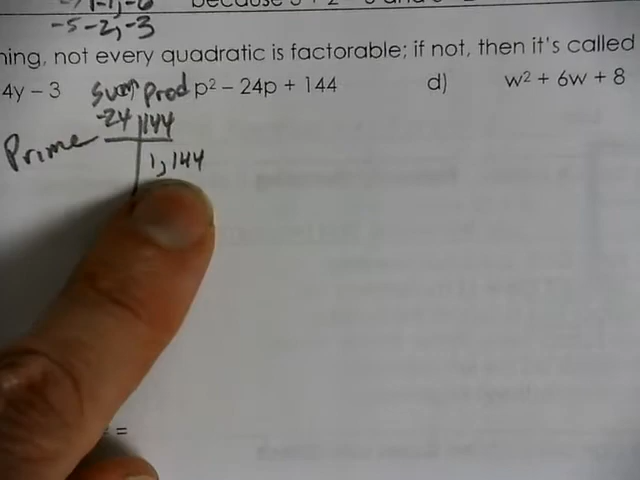 -5 -2, -3
ning, not every quadratic is factorable; if not, then it's called
4y – 3 sum prod p² – 24p + 144 d) w² + 6w + 8
-24 144
Prime 1, 144
=